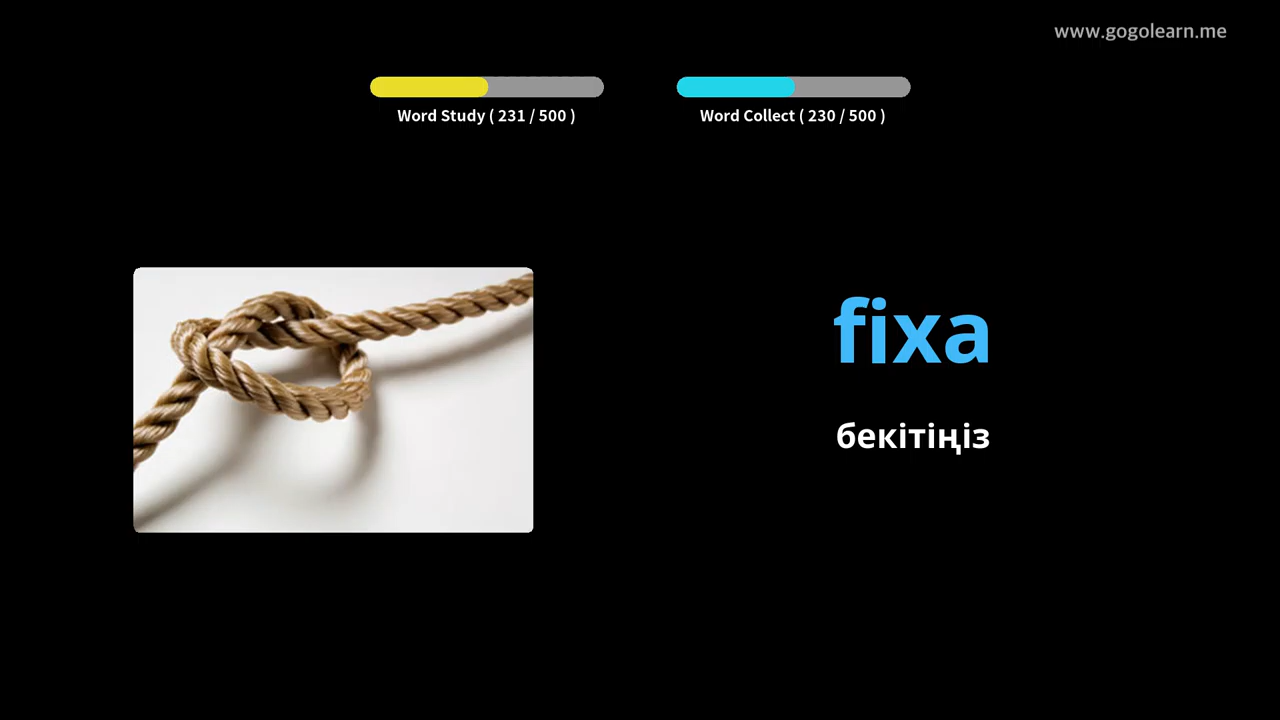 www.gogolearn.me
Word Study ( 231 / 500 )
Word Collect ( 230 / 500 )
fixa
бекітіңіз